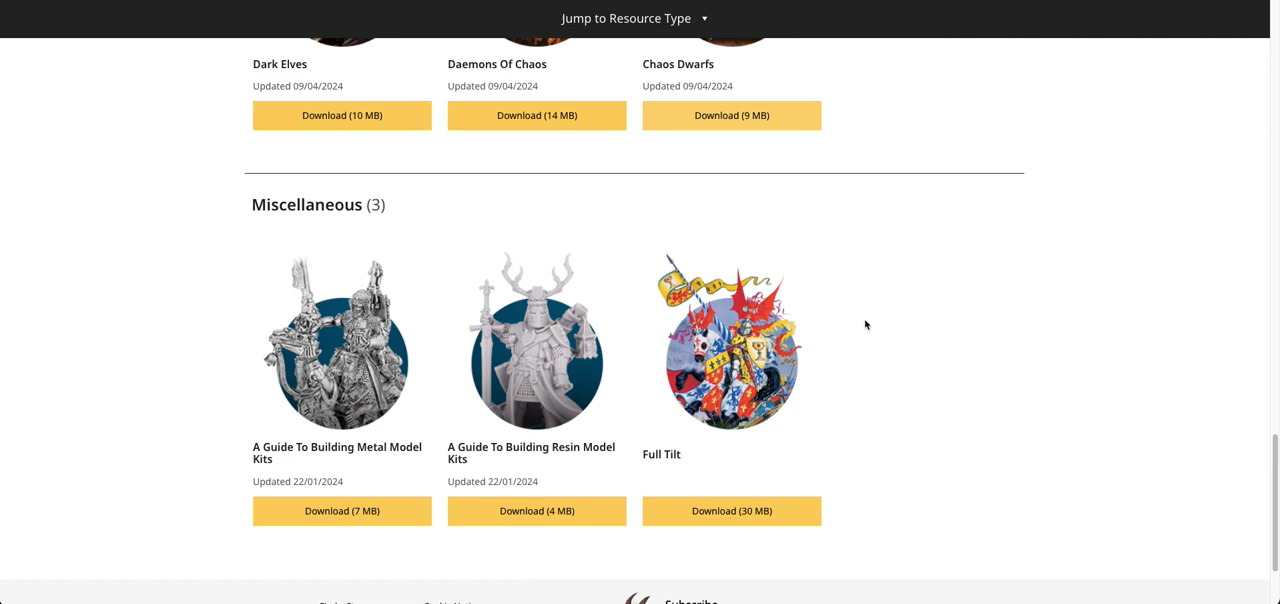 Jump to Resource Type
Dark Elves
Daemons Of Chaos
Chaos Dwarfs
Updated 09/04/2024
Updated 09/04/2024
Updated 09/04/2024
Download (10 MB)
Download (14 MB)
Download (9 MB)
Miscellaneous (3)
A Guide To Building Metal Model
Kits
A Guide To Building Resin Model
Kits
Full Tilt
Updated 22/01/2024
Updated 22/01/2024
Download (7 MB)
Download (4 MB)
Download (30 MB)
Subscribe